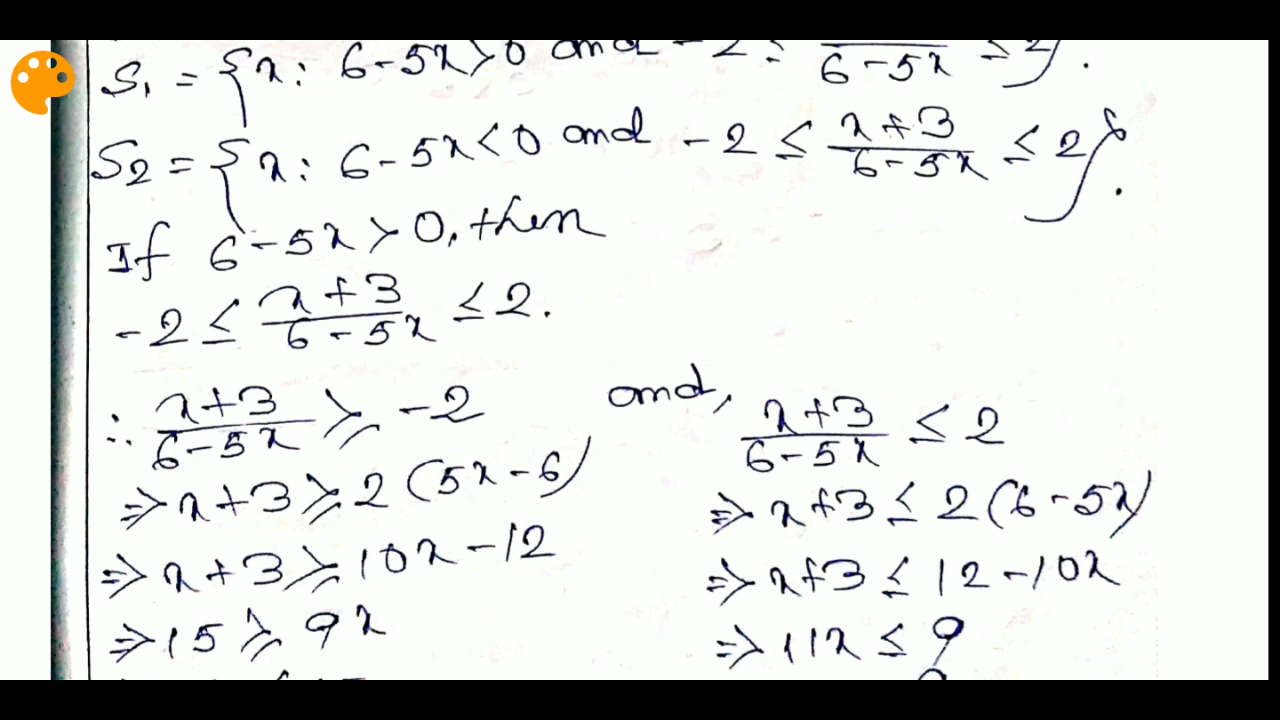 S₁ = {x : 6-5x > 0 and -2 ≤ /6-5x ≤ 2}.
S₂ = {x : 6-5x < 0 and -2 ≤ x+3/6-5x ≤ 2}.
If 6-5x > 0, then
-2 ≤ x+3/6-5x ≤ 2.
∴ x+3/6-5x ≥ -2 and, x+3/6-5x ≤ 2
⇒ x+3 ≥ 2(5x-6) ⇒ x+3 ≤ 2(6-5x)
⇒ x+3 ≥ 10x-12 ⇒ x+3 ≤ 12-10x
⇒ 15 ≥ 9x ⇒ 11x ≤ 9